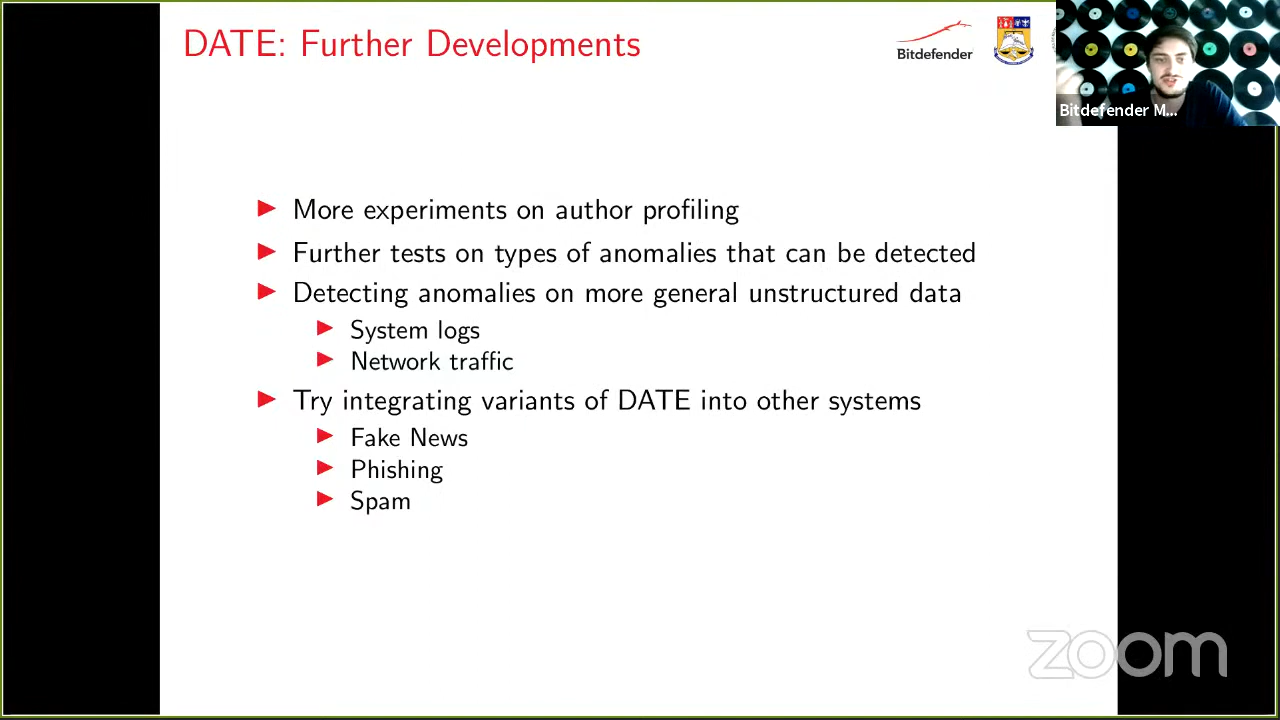 DATE: Further Developments
Bitdefender
Bitdefender M...
More experiments on author profiling
Further tests on types of anomalies that can be detected
Detecting anomalies on more general unstructured data
System logs
Network traffic
Try integrating variants of DATE into other systems
Fake News
Phishing
Spam
zoom